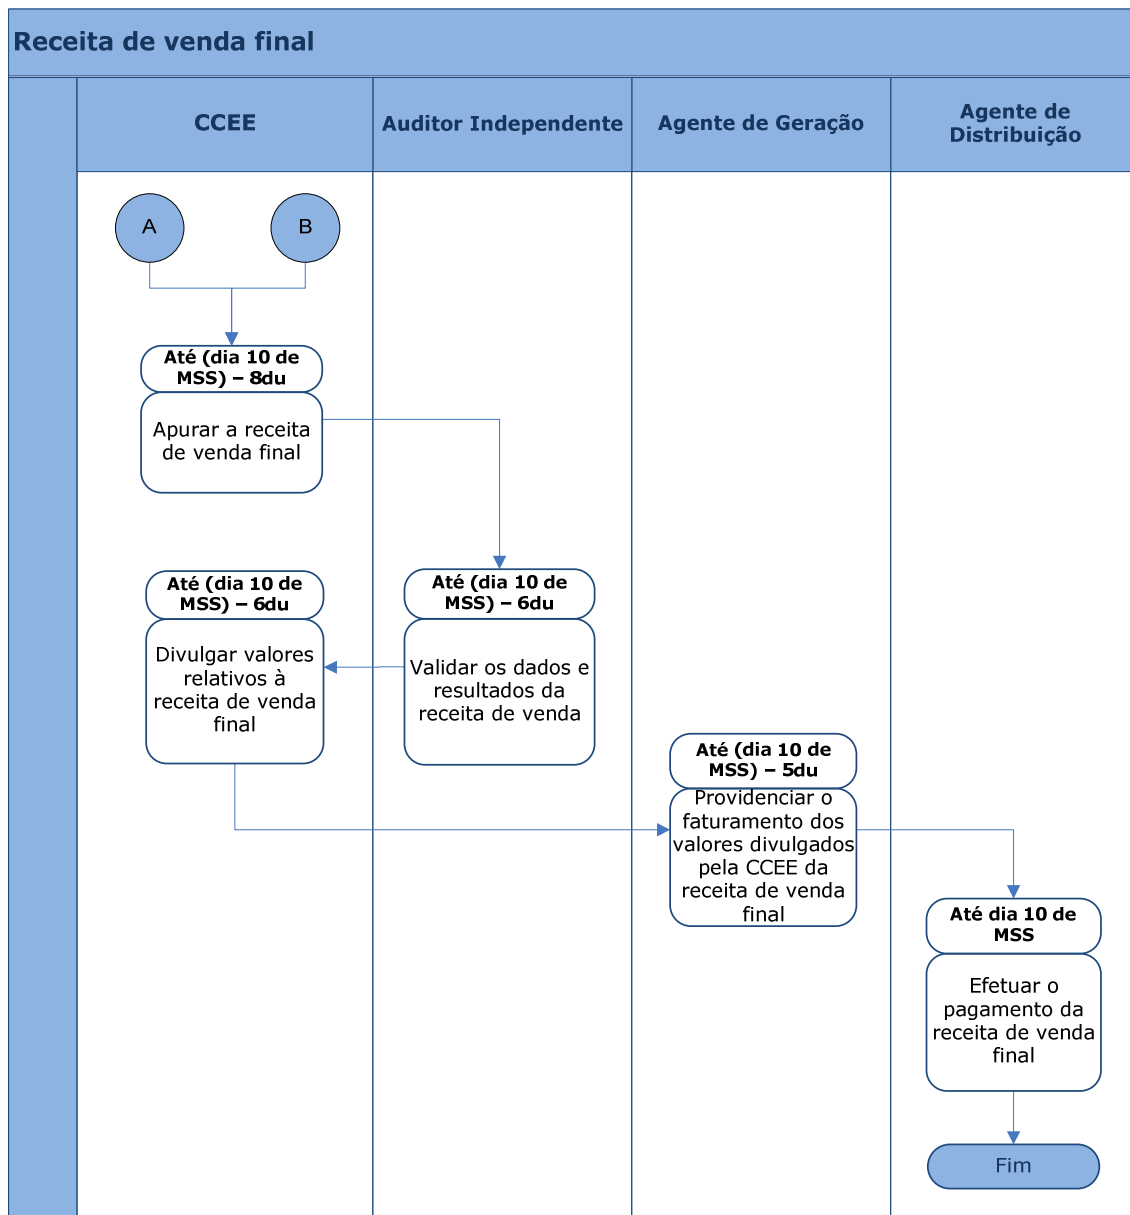 Receita de venda final
CCEE
Auditor Independente
Agente de Geração
Agente de
Distribuição
A
B
Até (dia 10 de
MSS) – 8du
Apurar a receita
de venda final
Até (dia 10 de
MSS) – 6du
Divulgar valores
relativos à
receita de venda
final
Até (dia 10 de
MSS) – 6du
Validar os dados e
resultados da
receita de venda
Até (dia 10 de
MSS) – 5du
Providenciar o
faturamento dos
valores divulgados
pela CCEE da
receita de venda
final
Até dia 10 de
MSS
Efetuar o
pagamento da
receita de venda
final
Fim